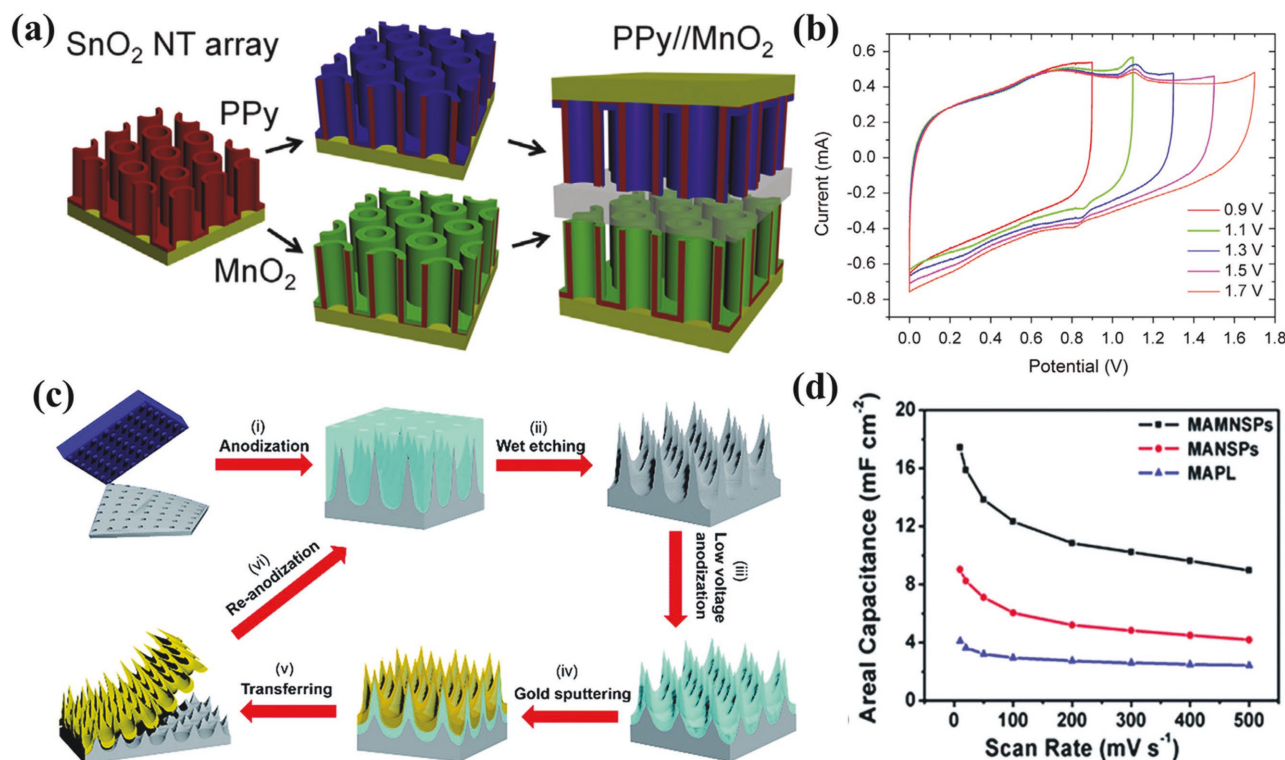 (a)
SnO₂ NT array
PPy
MnO₂
PPy//MnO₂
(b)
Current (mA)
0.6
0.4
0.2
0.0
-0.2
-0.4
-0.6
-0.8
0.9 V
1.1 V
1.3 V
1.5 V
1.7 V
0.0 0.2 0.4 0.6 0.8 1.0 1.2 1.4 1.6 1.8
Potential (V)
(c)
(i)
Anodization
(ii)
Wet etching
(iii)
Low voltage
anodization
(iv)
Gold sputtering
(v)
Transferring
(vi)
Re-anodization
(d)
Areal Capacitance (mF cm⁻²)
20
16
12
8
4
0
MAMNSPs
MANSPs
MAPL
0 100 200 300 400 500
Scan Rate (mV s⁻¹)